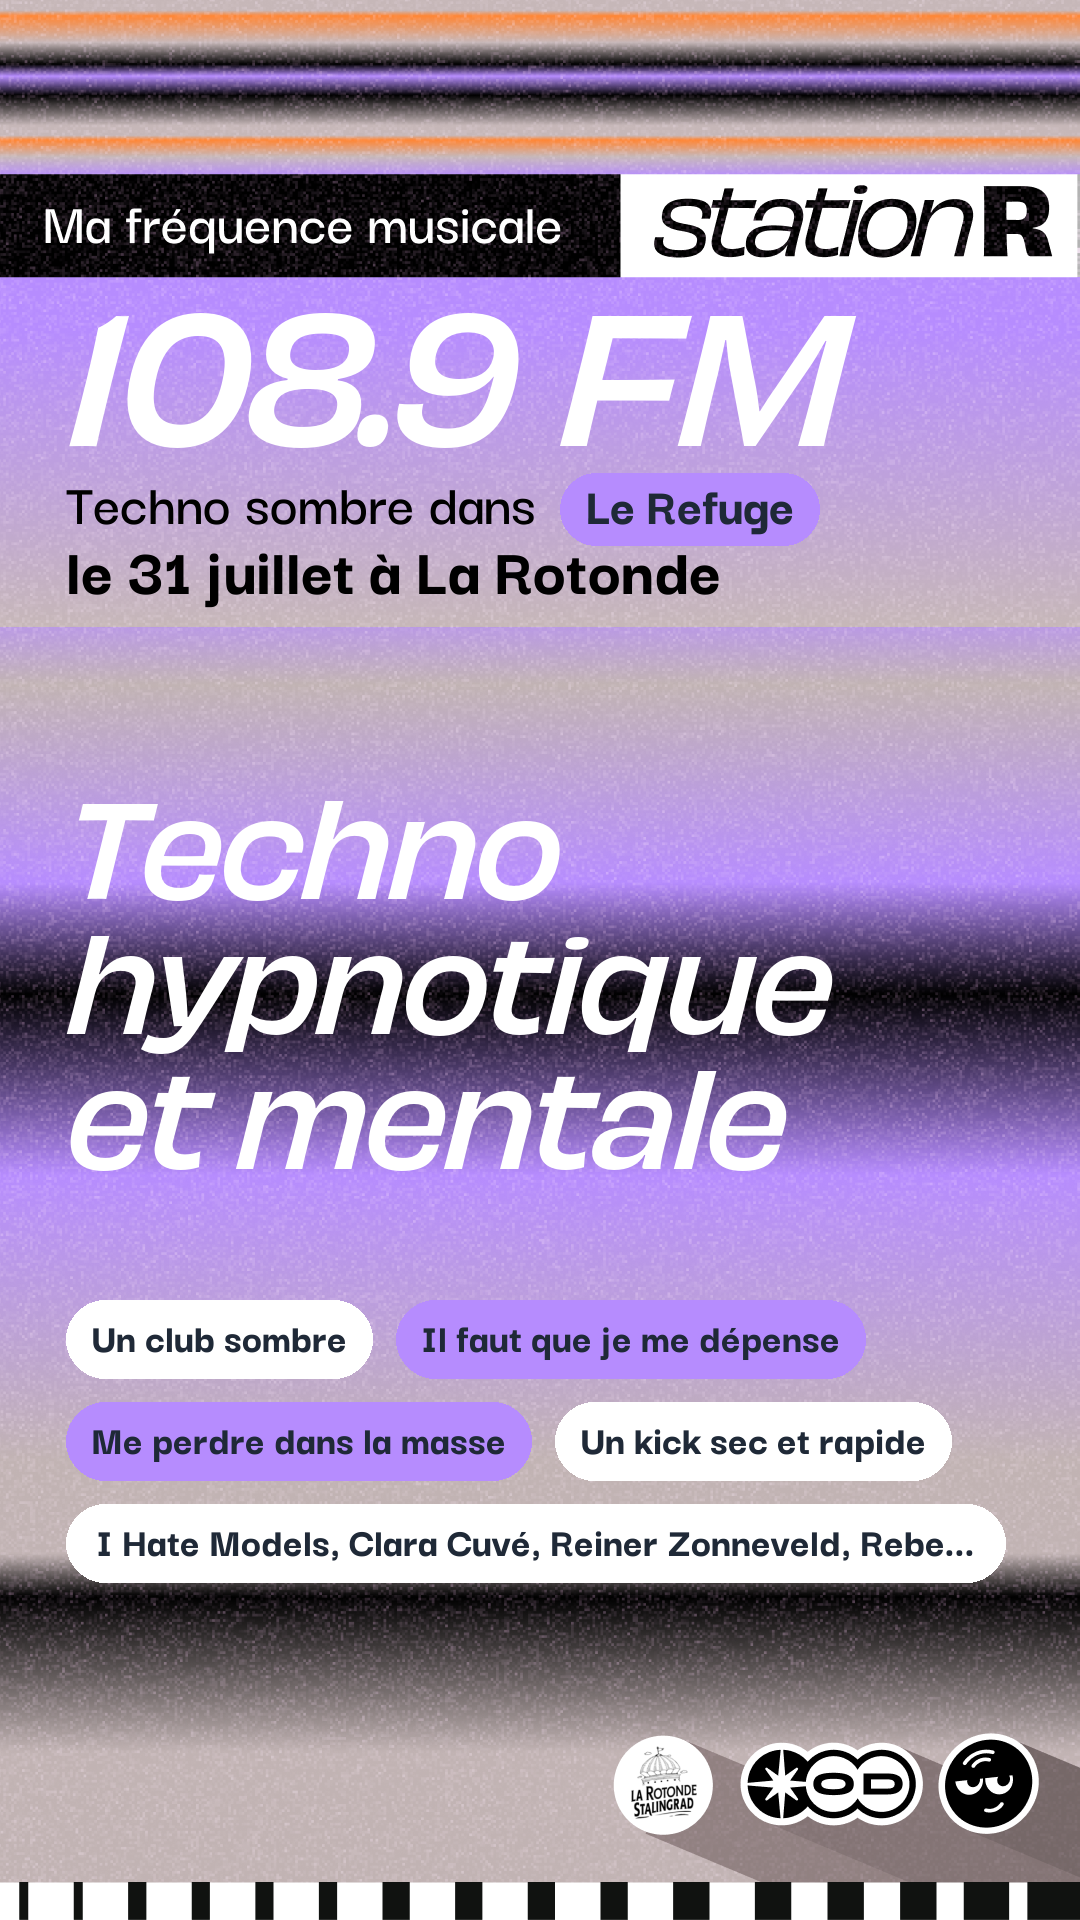 Ma fréquence musicale
stationR
108.9 FM
Techno sombre dans Le Refuge
le 31 juillet à La Rotonde
Techno
hypnotique
et mentale
Un club sombre
Il faut que je me dépense
Me perdre dans la masse
Un kick sec et rapide
I Hate Models, Clara Cuvé, Reiner Zonneveld, Rebe...
LA ROTONDE
STALINGRAD
OD